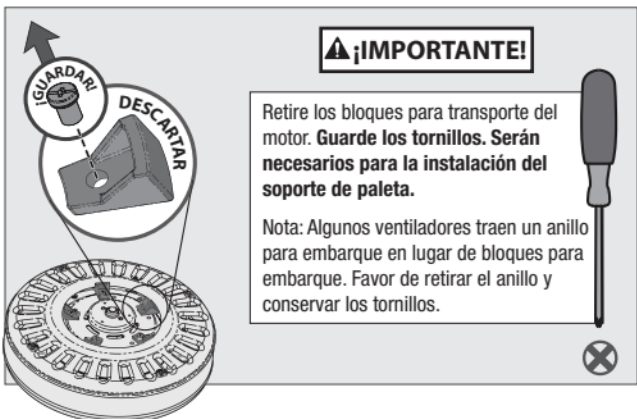 ¡GUARDAR!
DESCARTAR
¡IMPORTANTE!
Retire los bloques para transporte del
motor. Guarde los tornillos. Serán
necesarios para la instalación del
soporte de paleta.
Nota: Algunos ventiladores traen un anillo
para embarque en lugar de bloques para
embarque. Favor de retirar el anillo y
conservar los tornillos.